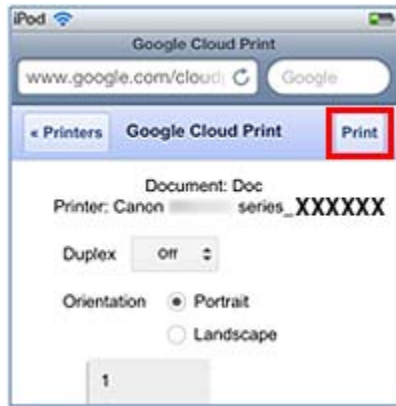 iPod
Google Cloud Print
www.google.com/cloud
Google
« Printers Google Cloud Print Print
Document: Doc
Printer: Canon series_XXXXXX
Duplex Off
Orientation Portrait
Landscape
1